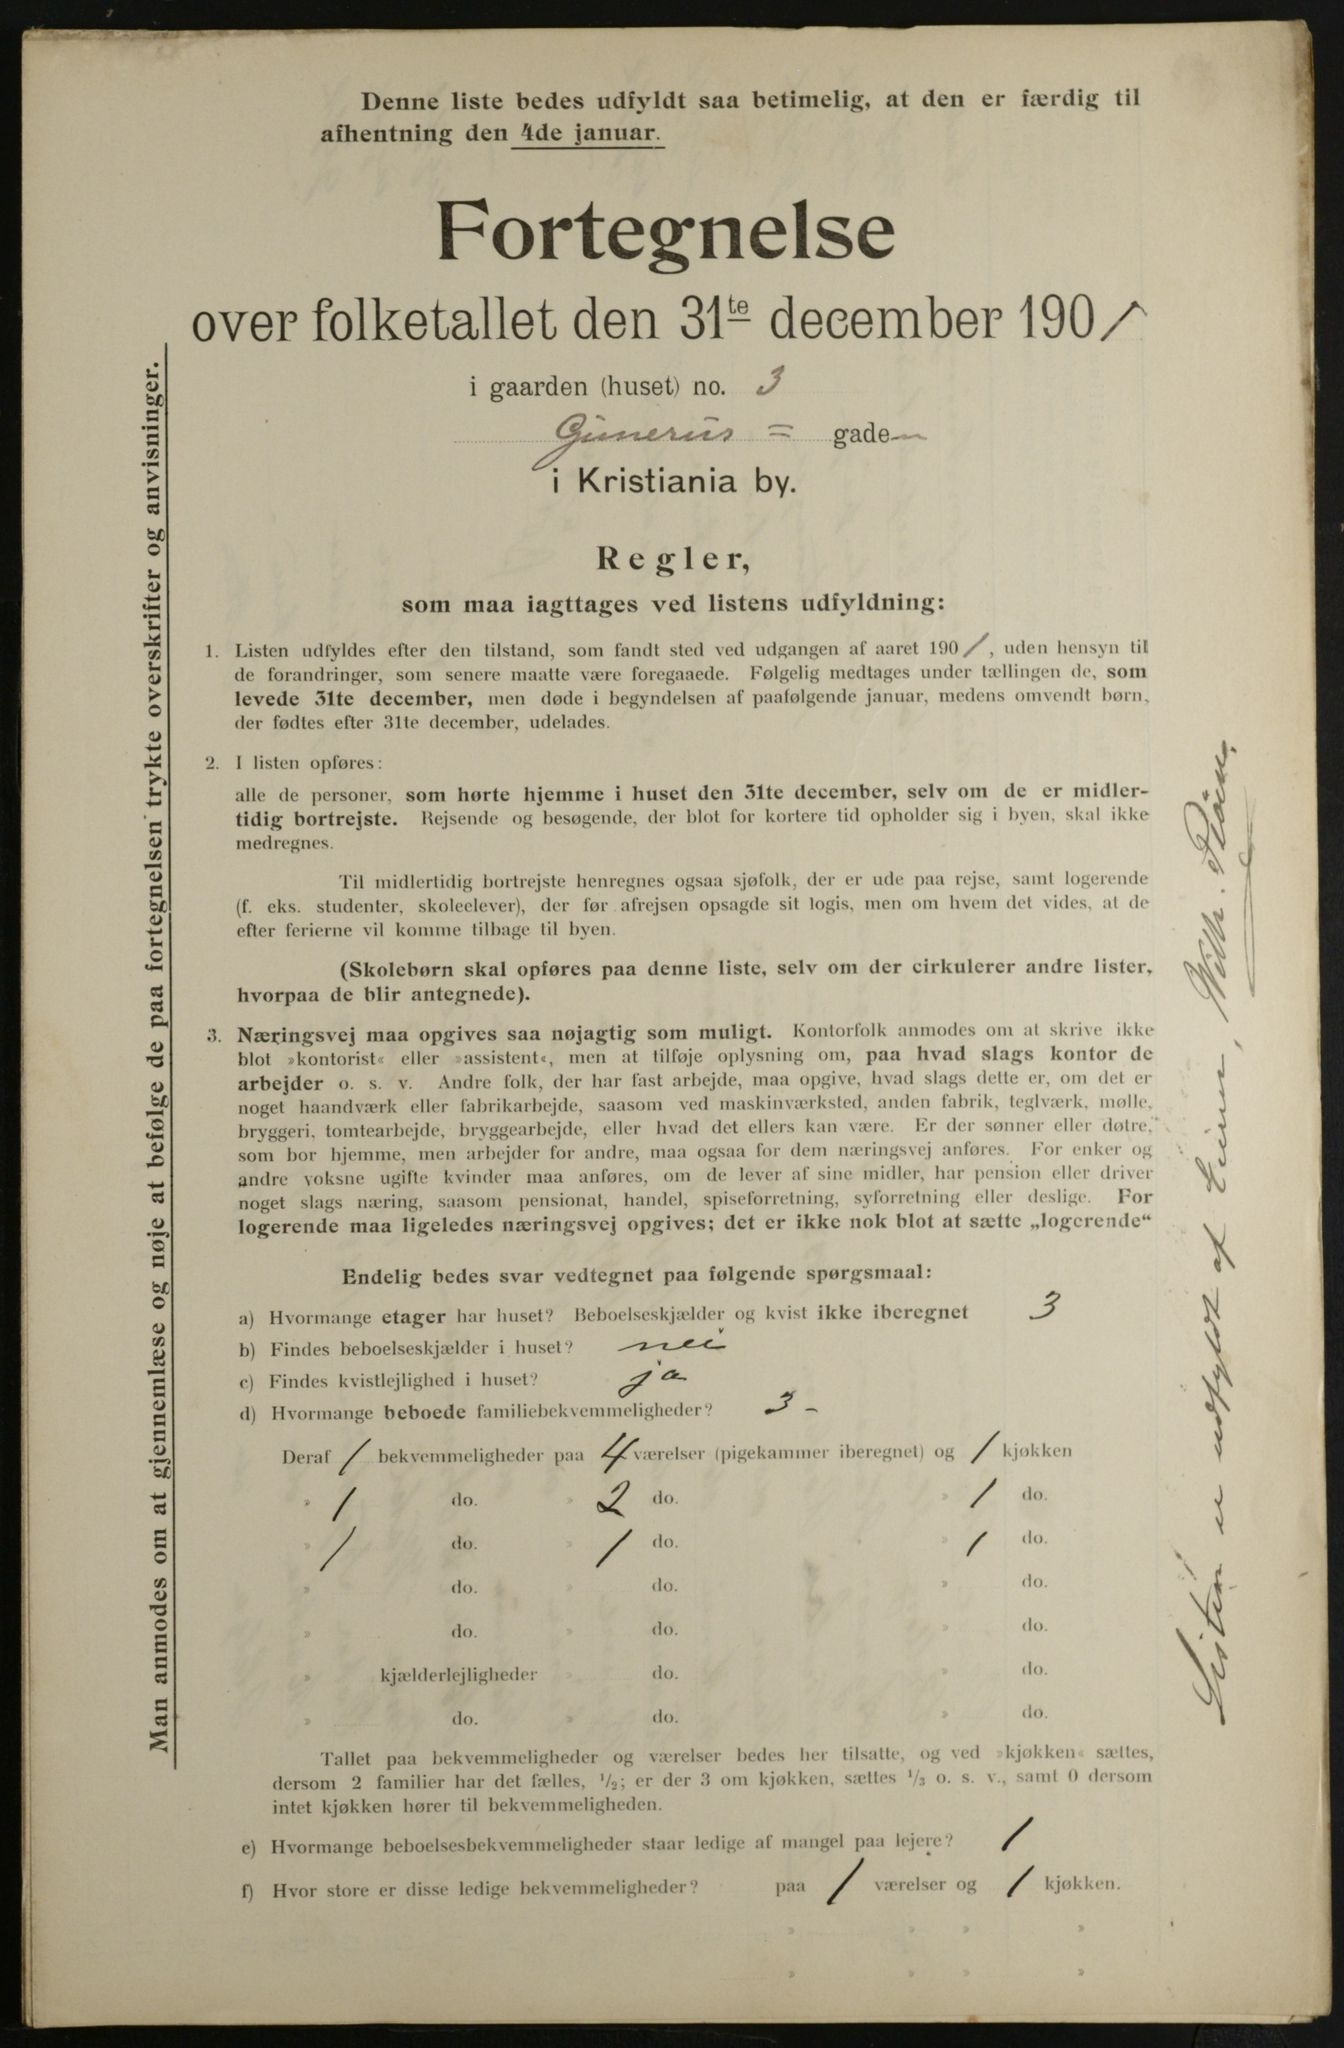 Denne liste bedes udfyldt saa betimelig, at den er færdig til
afhentning den 4de januar.
Fortegnelse
over folketallet den 31te december 1901
i gaarden (huset) no. 3
Gunerus = gade
i Kristiania by.
Regler,
som maa iagttages ved listens udfyldning:
1. Listen udfyldes efter den tilstand, som fandt sted ved udgangen af aaret 1901, uden hensyn til
de forandringer, som senere maatte være foregaaede. Følgelig medtages under tællingen de, som
levede 31te december, men døde i begyndelsen af paafølgende januar, medens omvendt børn,
der fødtes efter 31te december, udelades.
2. I listen opføres:
alle de personer, som hørte hjemme i huset den 31te december, selv om de er midler-
tidig bortrejste. Rejsende og besøgende, der blot for kortere tid opholder sig i byen, skal ikke
medregnes.
Til midlertidig bortrejste henregnes ogsaa sjøfolk, der er ude paa rejse, samt logerende
(f. eks. studenter, skoleelever), der før afrejsen opsagde sit logis, men om hvem det vides, at de
efter ferierne vil komme tilbage til byen.
(Skolebørn skal opføres paa denne liste, selv om der cirkulerer andre lister,
hvorpaa de blir antegnede).
3. Næringsvej maa opgives saa nøjagtig som muligt. Kontorfolk anmodes om at skrive ikke
blot »kontorist« eller »assistent«, men at tilføje oplysning om, paa hvad slags kontor de
arbejder o. s. v. Andre folk, der har fast arbejde, maa opgive, hvad slags dette er, om det er
noget haandværk eller fabrikarbejde, saasom ved maskinværksted, anden fabrik, teglværk, mølle,
bryggeri, tomtearbejde, bryggearbejde, eller hvad det ellers kan være. Er der sønner eller døtre,
som bor hjemme, men arbejder for andre, maa ogsaa for dem næringsvej anføres. For enker og
andre voksne ugifte kvinder maa anføres, om de lever af sine midler, har pension eller driver
noget slags næring, saasom pensionat, handel, spiseforretning, syforretning eller deslige. For
logerende maa ligeledes næringsvej opgives; det er ikke nok blot at sætte „logerende“
Endelig bedes svar vedtegnet paa følgende spørgsmaal:
a) Hvormange etager har huset? Beboelseskjælder og kvist ikke iberegnet 3
b) Findes beboelseskjælder i huset? nei
c) Findes kvistlejlighed i huset? ja
d) Hvormange beboede familiebekvemmeligheder? 3 -
Deraf 1 bekvemmeligheder paa 4 værelser (pigekammer iberegnet) og 1 kjøkken
» 1 do. » 2 do. » 1 do.
» 1 do. » 1 do. » 1 do.
» do. » do. » do.
» do. » do. » do.
» kjælderlejligheder » do. » do.
» do. » do. » do.
Tallet paa bekvemmeligheder og værelser bedes her tilsatte, og ved »kjøkken« sættes,
dersom 2 familier har det fælles, 1/2; er der 3 om kjøkken, sættes 1/3 o. s. v., samt 0 dersom
intet kjøkken hører til bekvemmeligheden.
e) Hvormange beboelsesbekvemmeligheder staar ledige af mangel paa lejere? 1
f) Hvor store er disse ledige bekvemmeligheder? paa 1 værelser og 1 kjøkken.
» » » »
» » » »
Man anmodes om at gjennemlæse og nøje at befølge de paa fortegnelsen trykte overskrifter og anvisninger.
Listen er udfyldt af Eieren, Wilh.